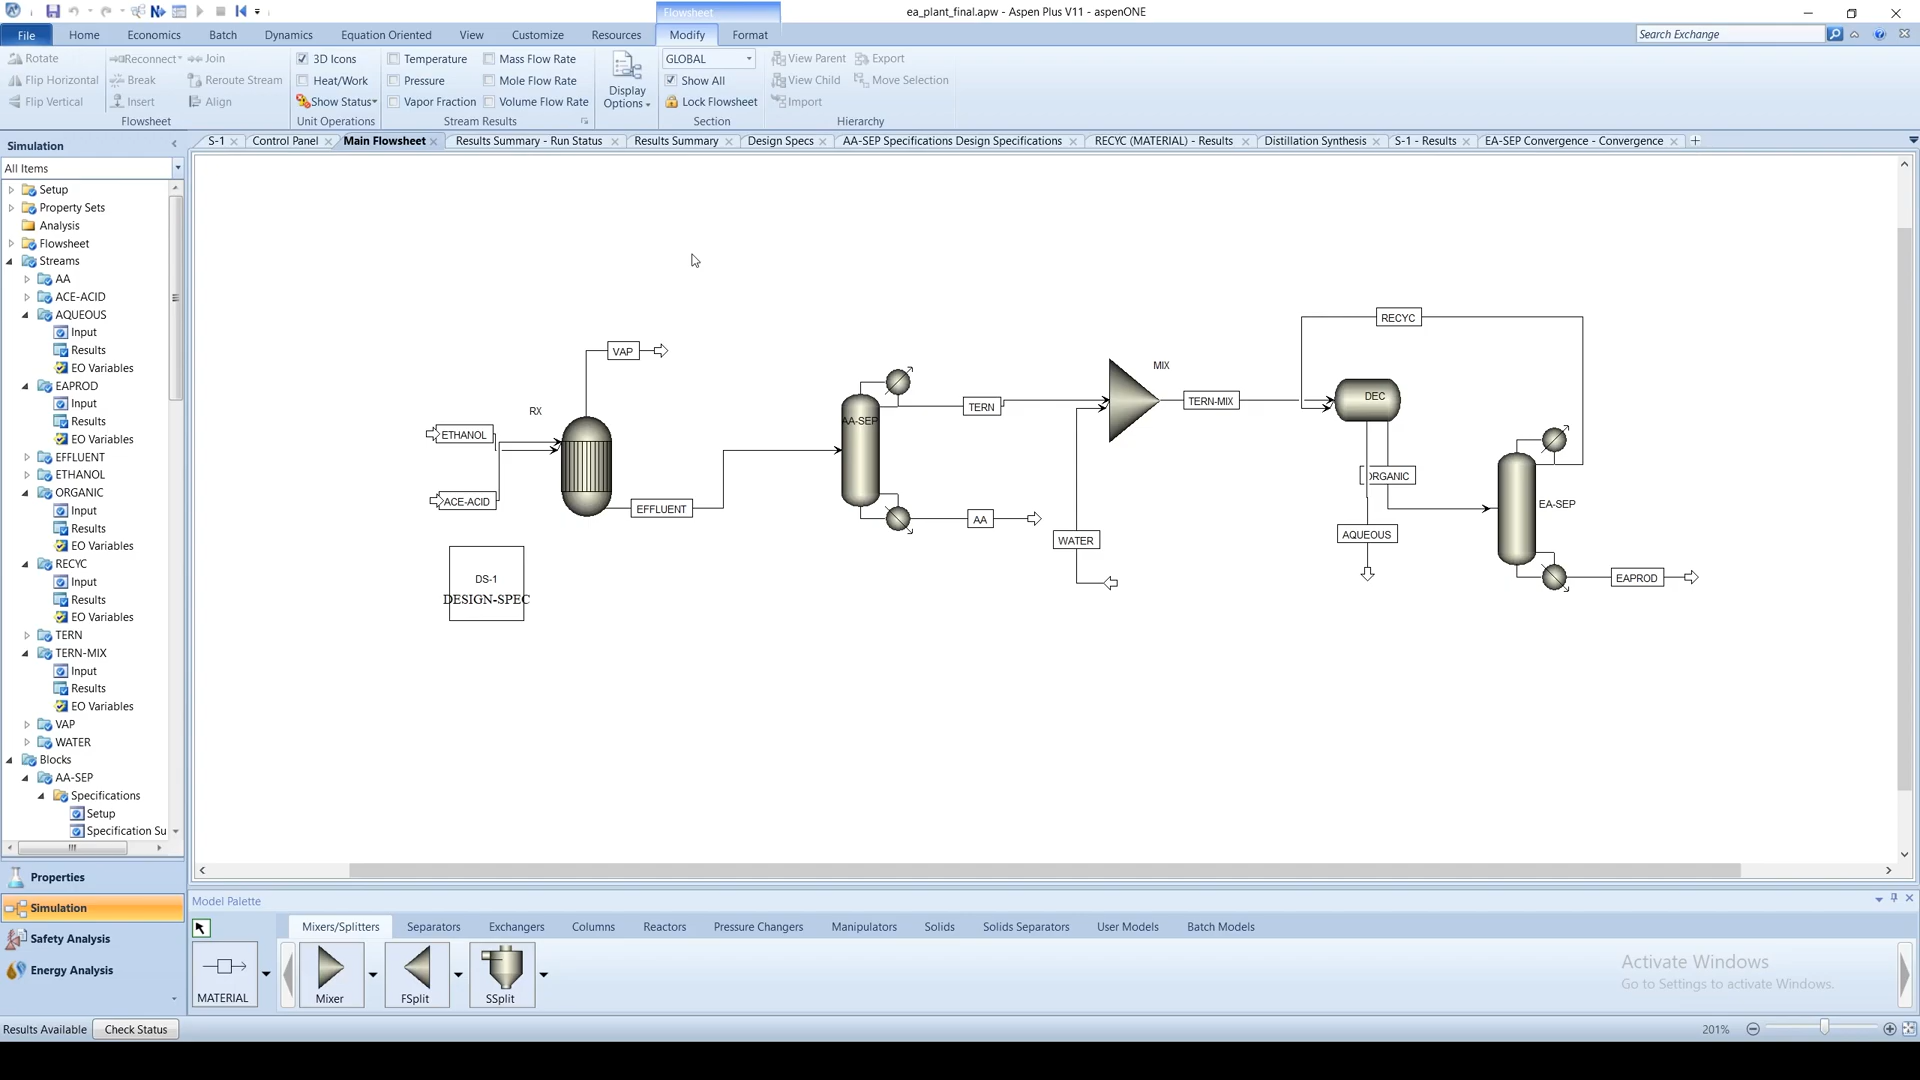 Flowsheet
ea_plant_final.apw - Aspen Plus V11 - aspenONE
File Home Economics Batch Dynamics Equation Oriented View Customize Resources Modify Format Search Exchange
Rotate Reconnect Join 3D Icons Temperature Mass Flow Rate GLOBAL View Parent Export
Flip Horizontal Break Reroute Stream Heat/Work Pressure Mole Flow Rate Show All View Child Move Selection
Flip Vertical Insert Align Show Status Vapor Fraction Volume Flow Rate Display Options Lock Flowsheet Import
Flowsheet Unit Operations Stream Results Section Hierarchy
Simulation
S-1 Control Panel Main Flowsheet Results Summary - Run Status Results Summary Design Specs AA-SEP Specifications Design Specifications RECYC (MATERIAL) - Results Distillation Synthesis S-1 - Results EA-SEP Convergence - Convergence
All Items
Setup
Property Sets
Analysis
Flowsheet
Streams
AA
ACE-ACID
AQUEOUS
Input
Results
EO Variables
EAPROD
Input
Results
EO Variables
EFFLUENT
ETHANOL
ORGANIC
Input
Results
EO Variables
RECYC
Input
Results
EO Variables
TERN
TERN-MIX
Input
Results
EO Variables
VAP
WATER
Blocks
AA-SEP
Specifications
Setup
Specification Su
Properties
Simulation
Safety Analysis
Energy Analysis
RECYC
VAP
MIX
RX
DEC
TERN-MIX
TERN
AA-SEP
ETHANOL
ORGANIC
ACE-ACID
EA-SEP
EFFLUENT
AA
AQUEOUS
WATER
DS-1
DESIGN-SPEC
EAPROD
Model Palette
Mixers/Splitters Separators Exchangers Columns Reactors Pressure Changers Manipulators Solids Solids Separators User Models Batch Models
MATERIAL Mixer FSplit SSplit
Activate Windows
Go to Settings to activate Windows.
Results Available Check Status 201%